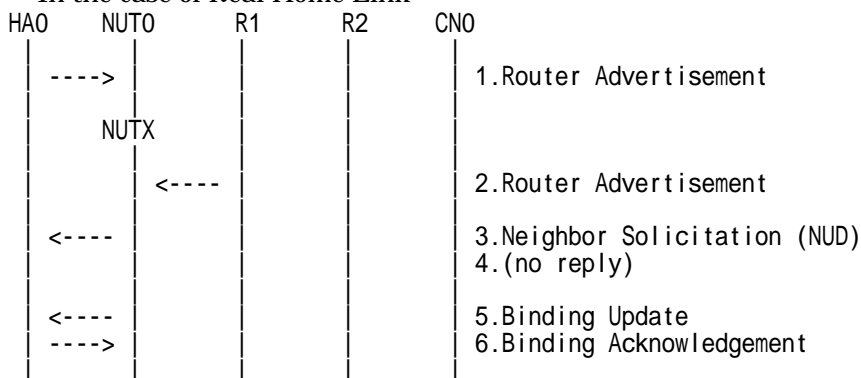 In the case of Real Home Link
HA0 NUT0 R1 R2 CN0
----> 1.Router Advertisement
NUTX
<---- 2.Router Advertisement
<---- 3.Neighbor Solicitation (NUD)
4.(no reply)
<---- 5.Binding Update
----> 6.Binding Acknowledgement